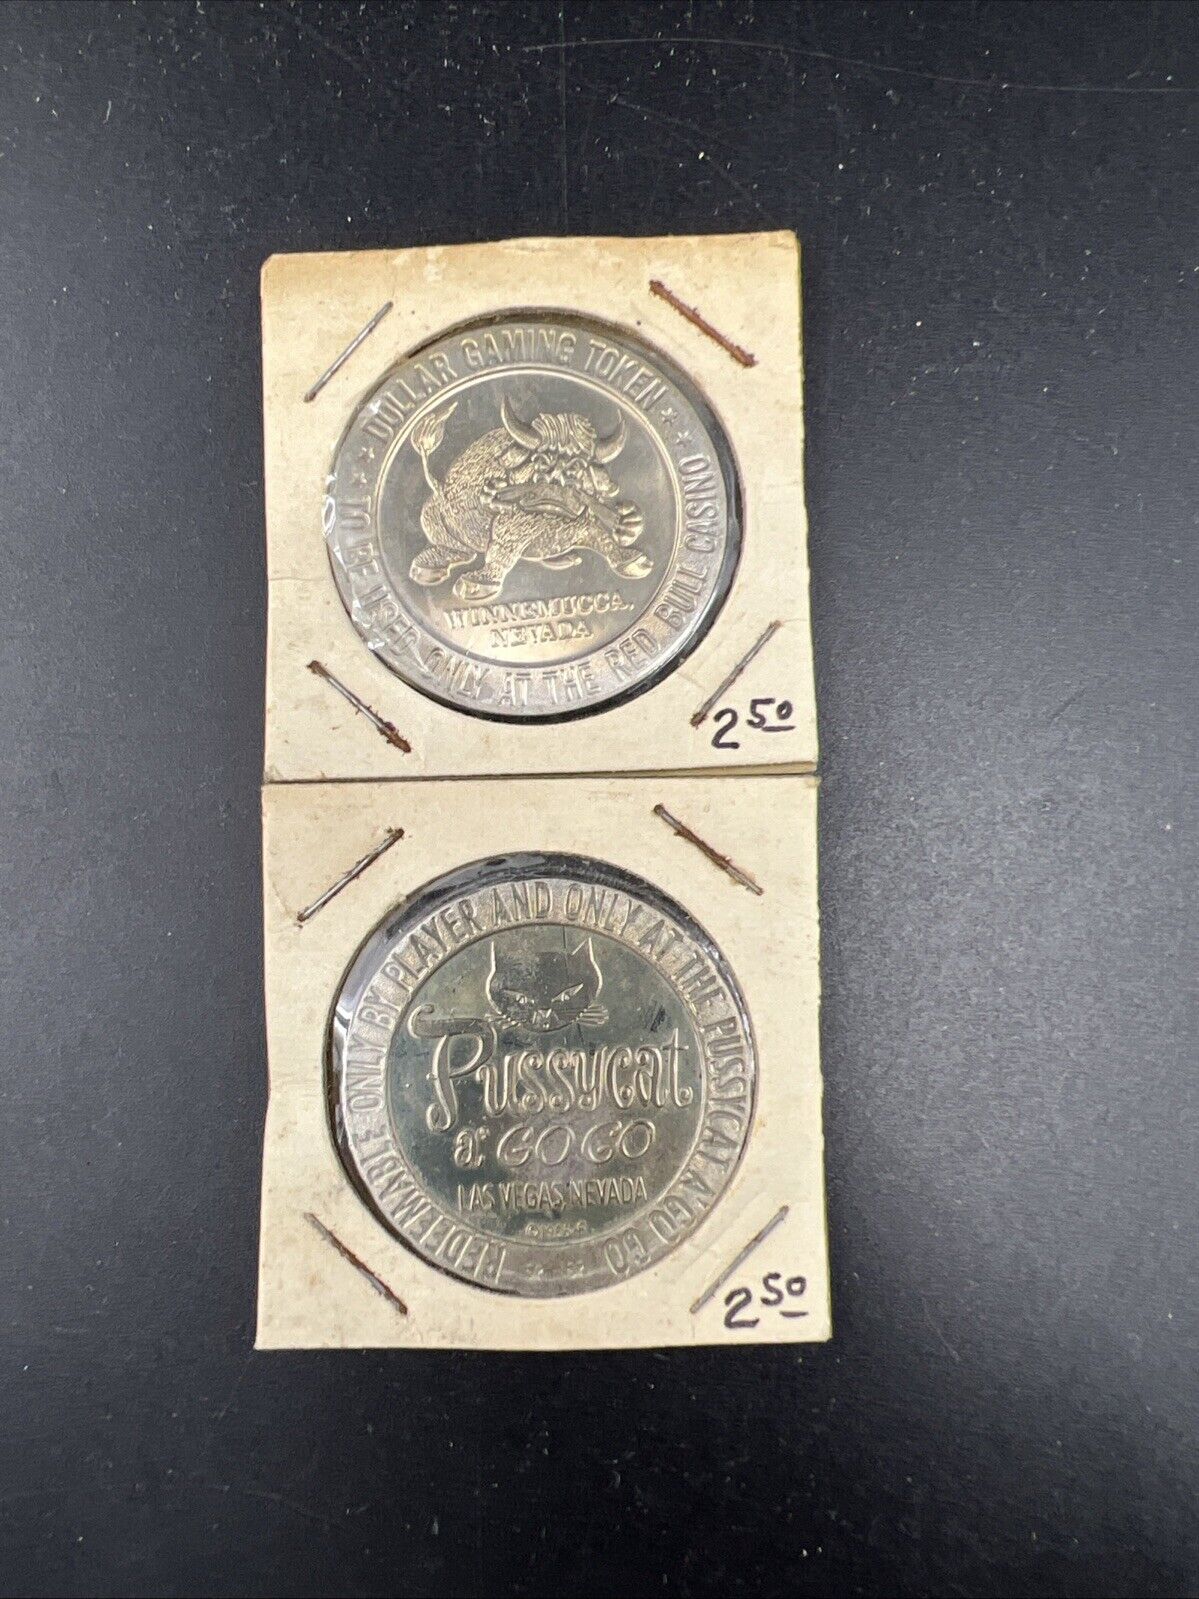 DOLLAR GAMING TOKEN
TO BE USED ONLY AT THE RED BULL CASINO
WINNEMUCCA,
NEVADA
2 50
REDEEMABLE ONLY BY PLAYER AND ONLY AT THE PUSSYCAT A' GO GO
Pussycat
a' GO GO
LAS VEGAS, NEVADA
2 50